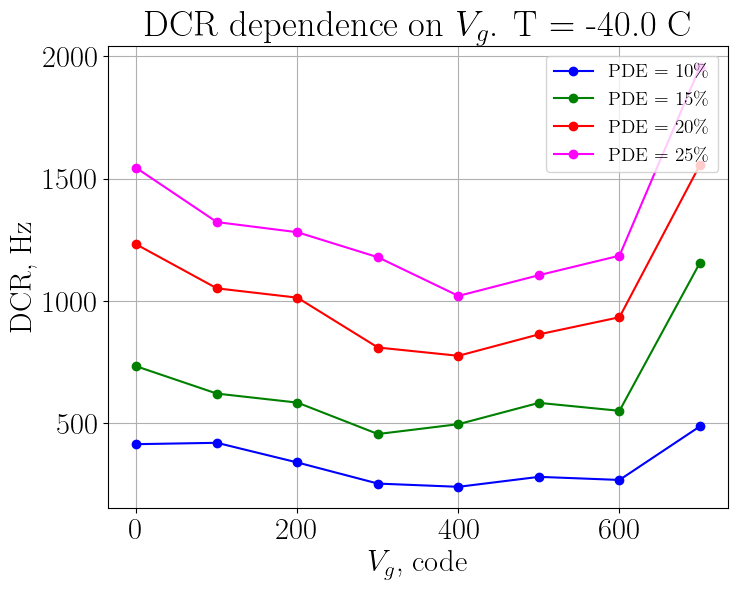 DCR dependence on V_g. T = -40.0 C
2000
1500
1000
500
DCR, Hz
PDE = 10%
PDE = 15%
PDE = 20%
PDE = 25%
0 200 400 600
V_g, code